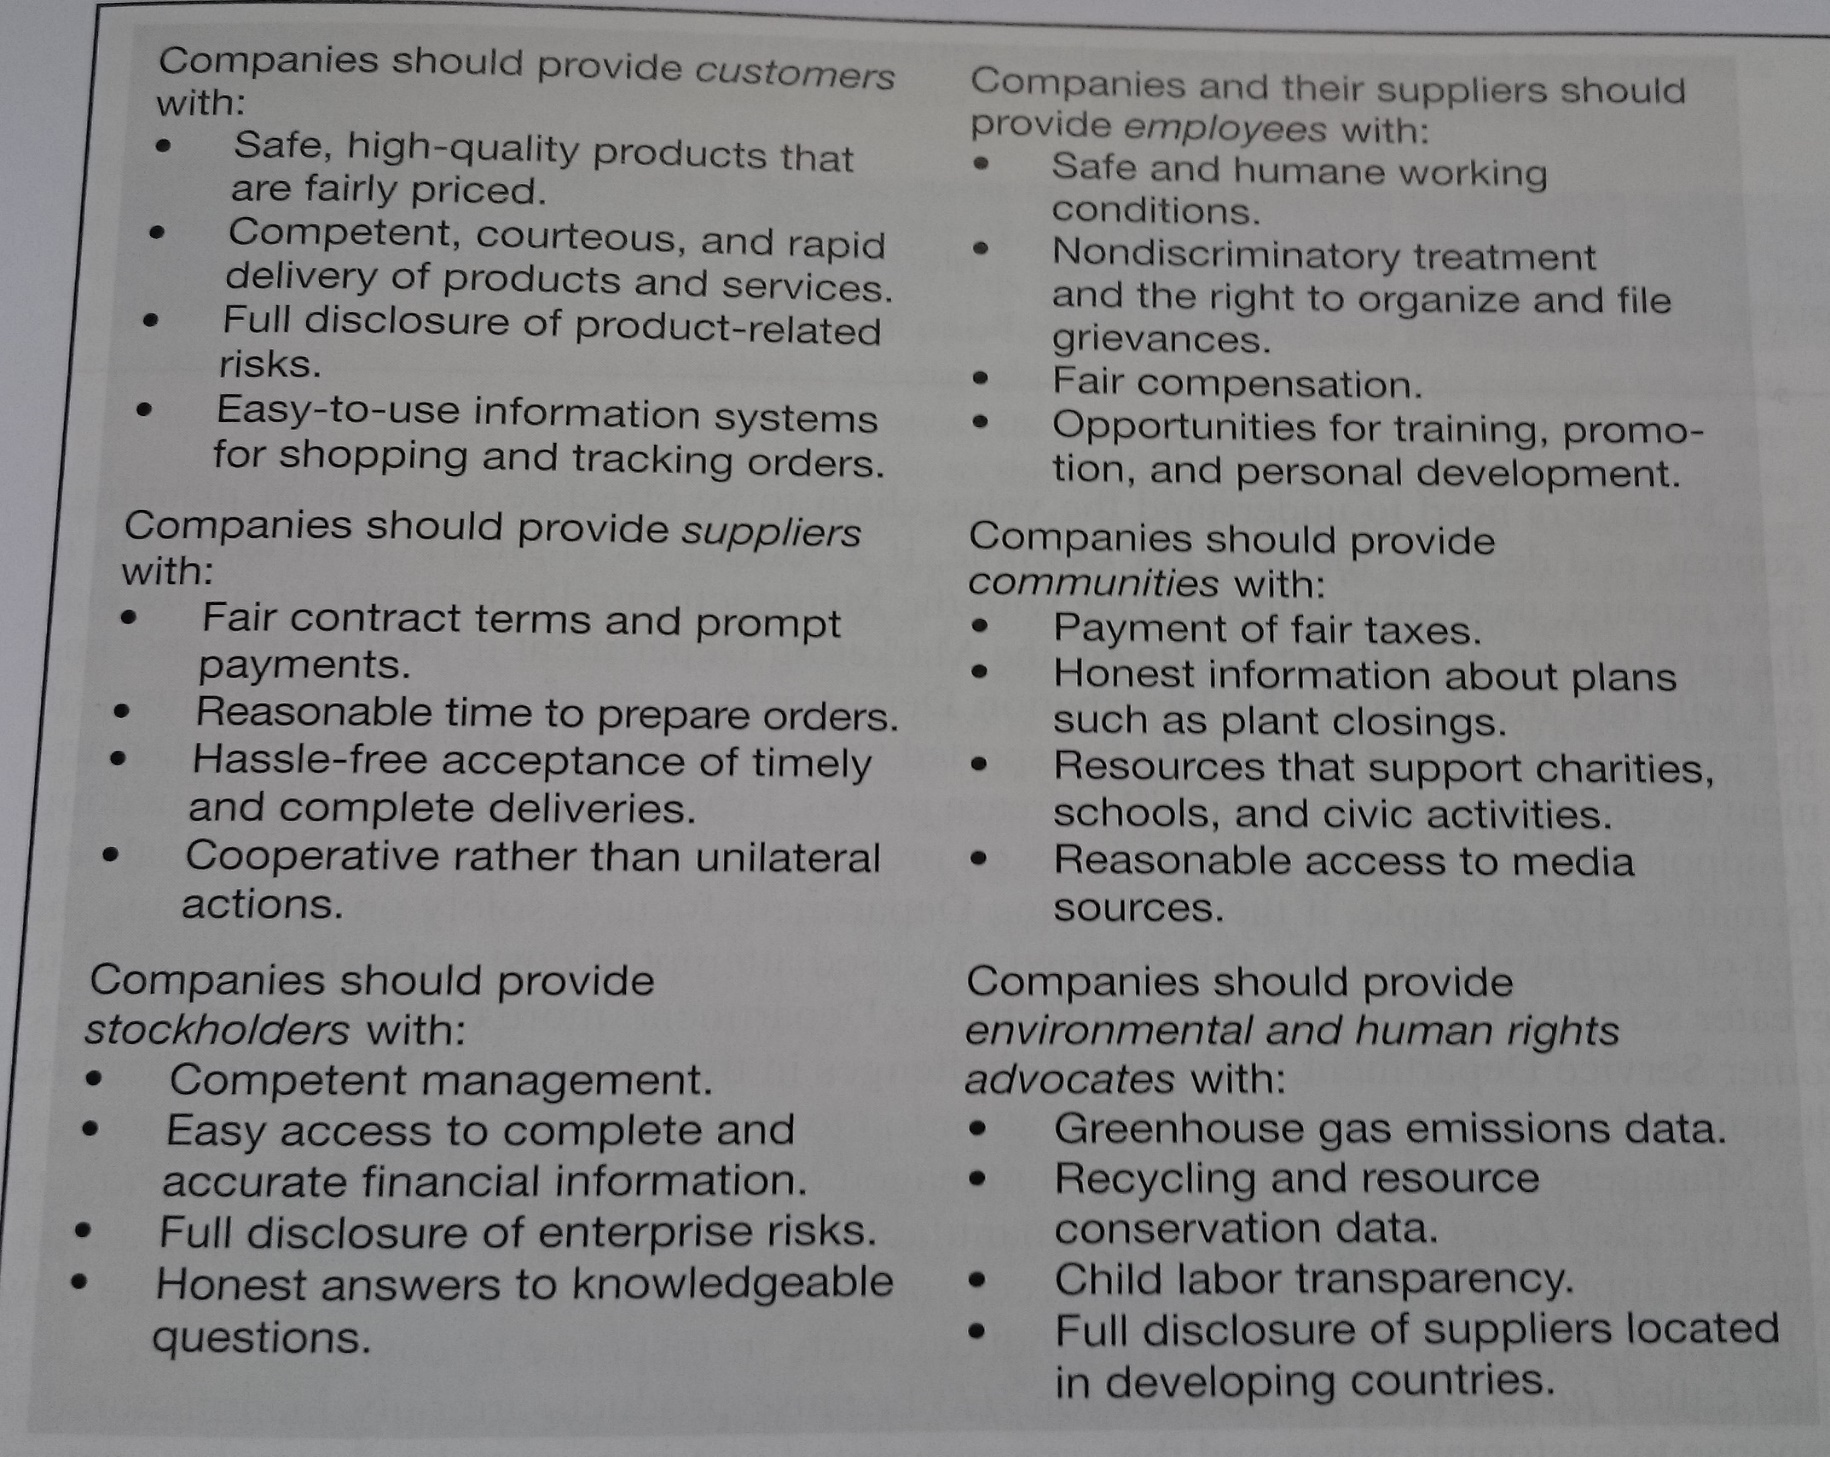 Companies should provide customers
with:
• Safe, high-quality products that
are fairly priced.
• Competent, courteous, and rapid
delivery of products and services.
• Full disclosure of product-related
risks.
• Easy-to-use information systems
for shopping and tracking orders.
Companies should provide suppliers
with:
• Fair contract terms and prompt
payments.
• Reasonable time to prepare orders.
• Hassle-free acceptance of timely
and complete deliveries.
• Cooperative rather than unilateral
actions.
Companies should provide
stockholders with:
• Competent management.
• Easy access to complete and
accurate financial information.
• Full disclosure of enterprise risks.
• Honest answers to knowledgeable
questions.
Companies and their suppliers should
provide employees with:
• Safe and humane working
conditions.
• Nondiscriminatory treatment
and the right to organize and file
grievances.
• Fair compensation.
• Opportunities for training, promo-
tion, and personal development.
Companies should provide
communities with:
• Payment of fair taxes.
• Honest information about plans
such as plant closings.
• Resources that support charities,
schools, and civic activities.
• Reasonable access to media
sources.
Companies should provide
environmental and human rights
advocates with:
• Greenhouse gas emissions data.
• Recycling and resource
conservation data.
• Child labor transparency.
• Full disclosure of suppliers located
in developing countries.